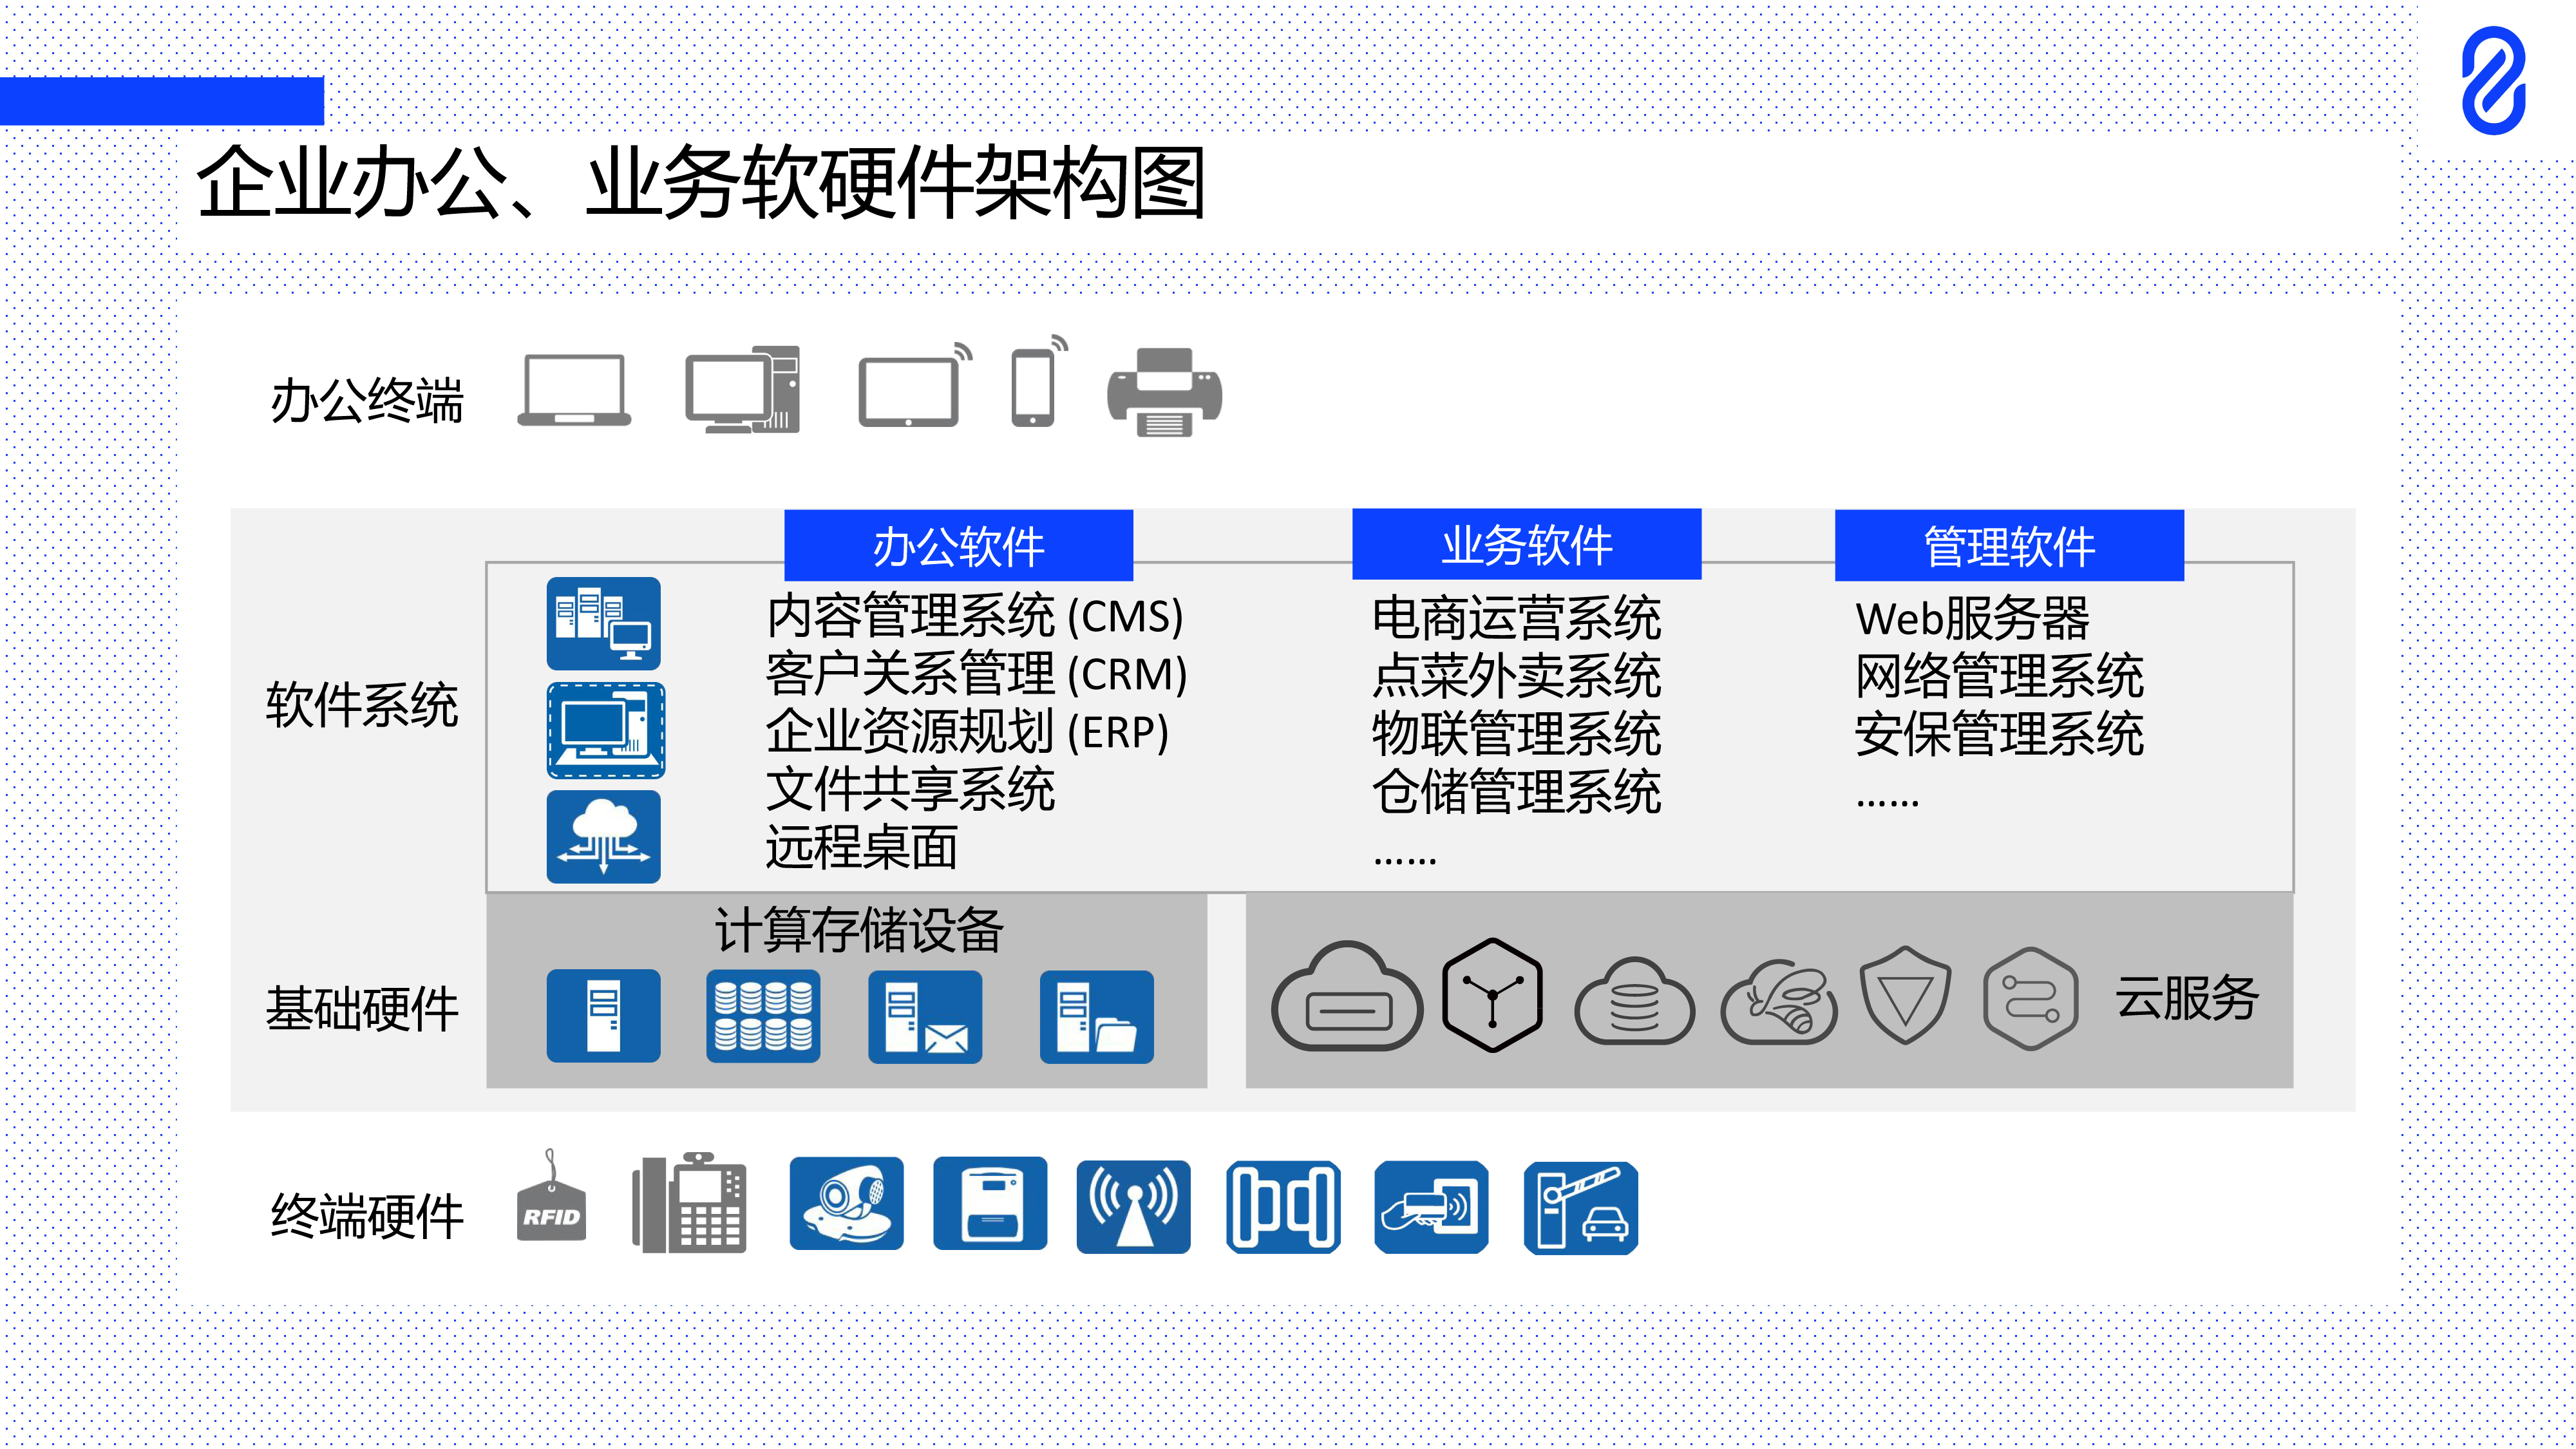 企业办公、业务软硬件架构图
办公终端
办公软件
业务软件
管理软件
软件系统
内容管理系统 (CMS)
客户关系管理 (CRM)
企业资源规划 (ERP)
文件共享系统
远程桌面
电商运营系统
点菜外卖系统
物联管理系统
仓储管理系统
……
Web服务器
网络管理系统
安保管理系统
……
基础硬件
计算存储设备
云服务
终端硬件
RFID